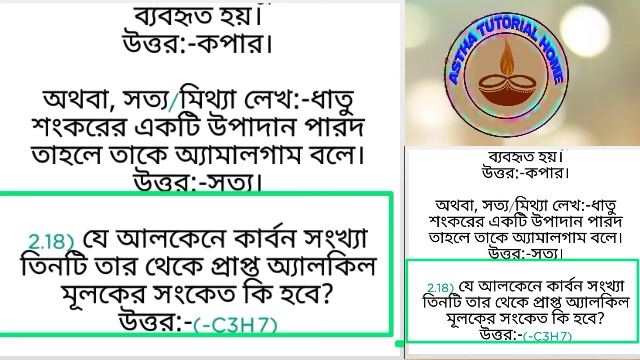 ব্যবহৃত হয়।
উত্তর:-কপার।
অথবা, সত্য/মিথ্যা লেখ:-ধাতু
শংকরের একটি উপাদান পারদ
তাহলে তাকে অ্যামালগাম বলে।
উত্তর:-সত্য।
2.18) যে আলকেনে কার্বন সংখ্যা
তিনটি তার থেকে প্রাপ্ত অ্যালকিল
মূলকের সংকেত কি হবে?
উত্তর:-(-C3H7)
ASTHA TUTORIAL HOME
ব্যবহৃত হয়।
উত্তর:-কপার।
অথবা, সত্য/মিথ্যা লেখ:-ধাতু
শংকরের একটি উপাদান পারদ
তাহলে তাকে অ্যামালগাম বলে।
উত্তর:-সত্য।
2.18) যে আলকেনে কার্বন সংখ্যা
তিনটি তার থেকে প্রাপ্ত অ্যালকিল
মূলকের সংকেত কি হবে?
উত্তর:-(-C3H7)